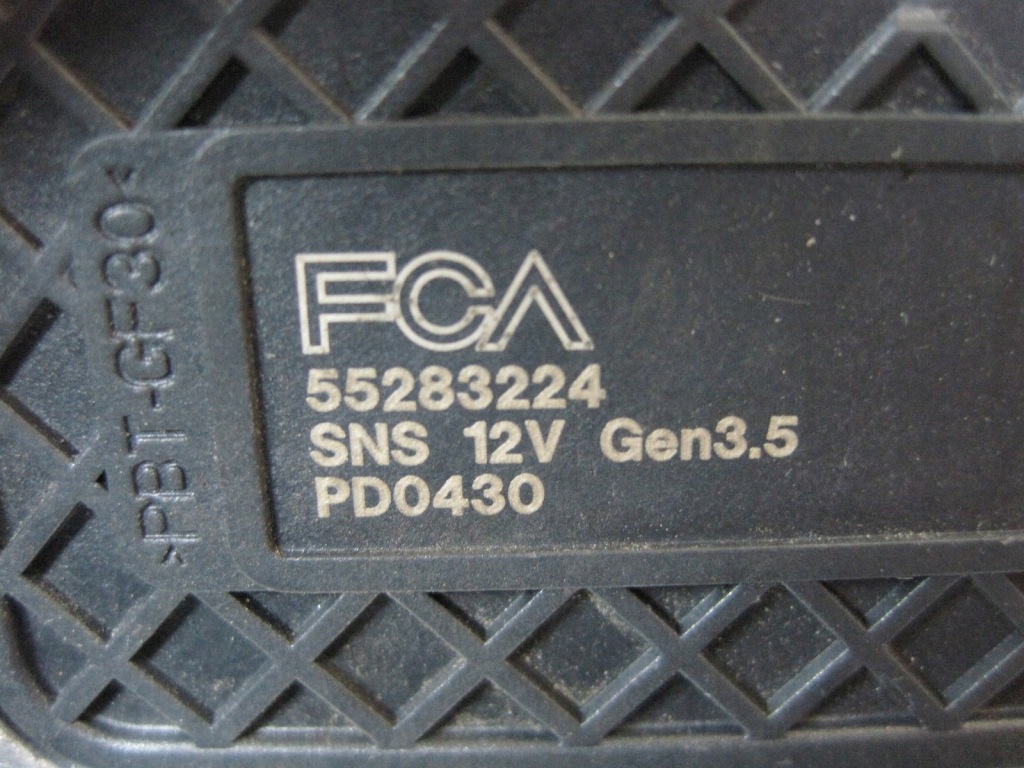 FCA
55283224
SNS 12V Gen3.5
PD0430
>PBT-GF30<